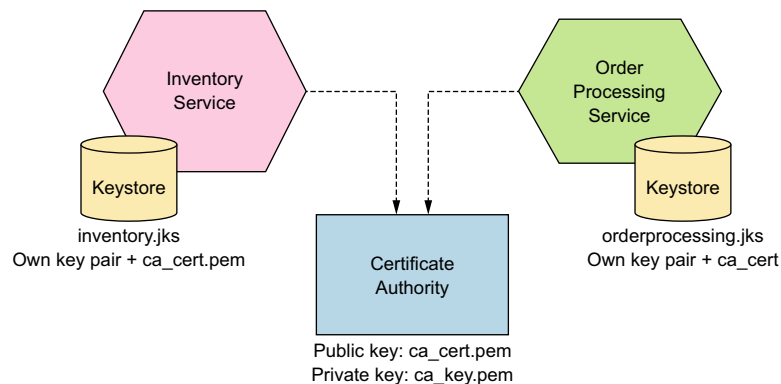 Inventory
Service
Order
Processing
Service
Keystore
Keystore
inventory.jks
Own key pair + ca_cert.pem
orderprocessing.jks
Own key pair + ca_cert
Certificate
Authority
Public key: ca_cert.pem
Private key: ca_key.pem